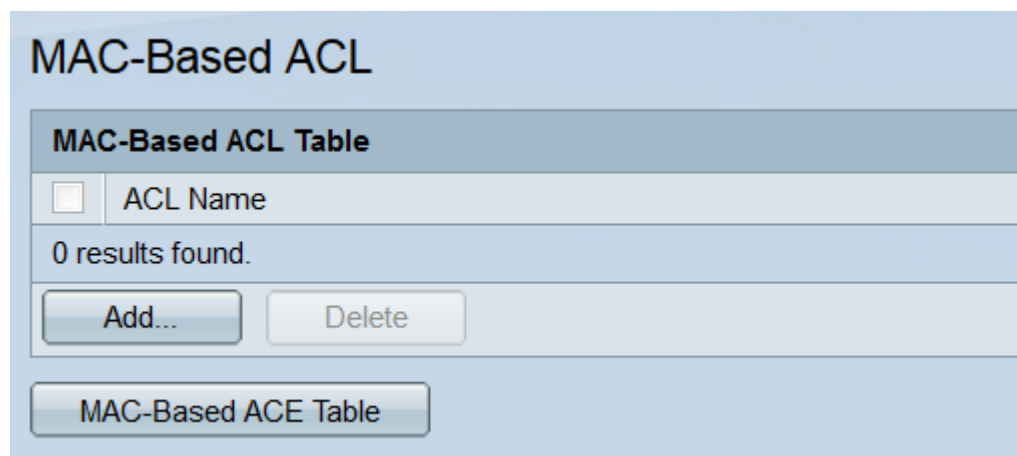 MAC-Based ACL
MAC-Based ACL Table
ACL Name
0 results found.
Add... Delete
MAC-Based ACE Table